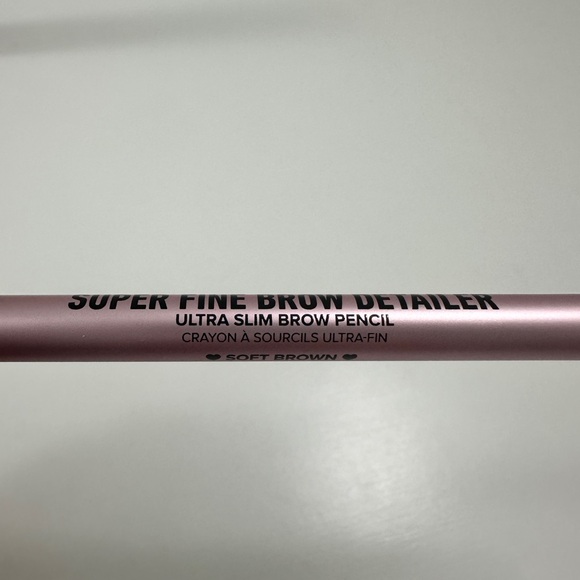 SUPER FINE BROW DETAILER
ULTRA SLIM BROW PENCIL
CRAYON À SOURCILS ULTRA-FIN
♥ SOFT BROWN ♥